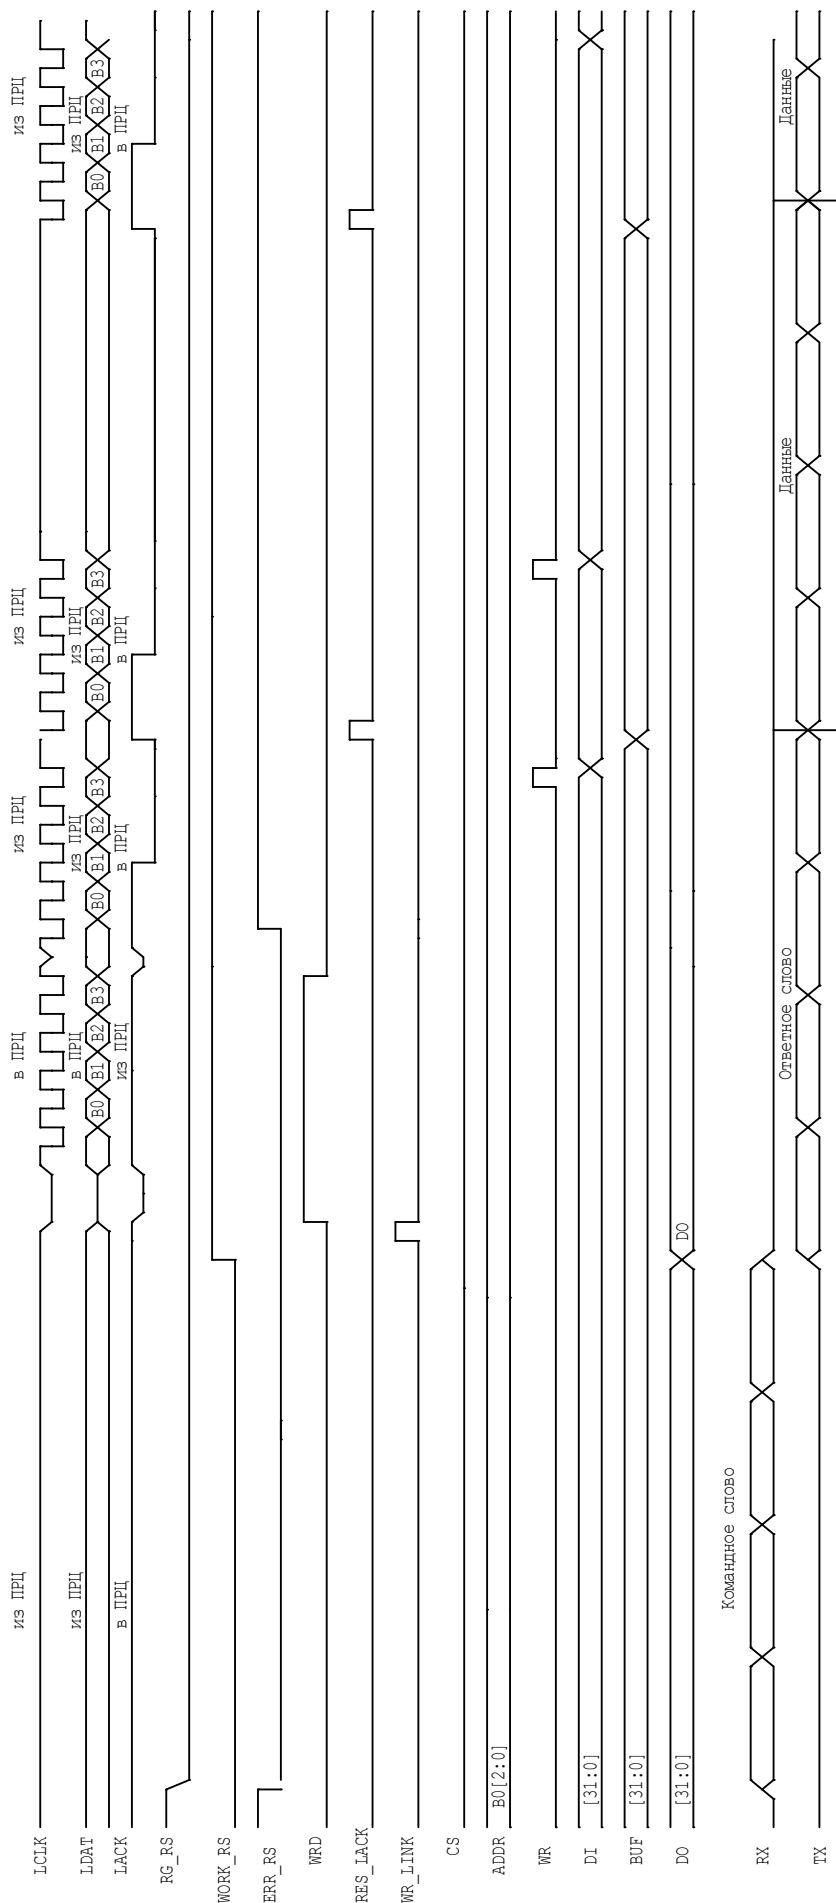 LCLK
из ПРЦ
в ПРЦ
из ПРЦ
из ПРЦ
из ПРЦ
LDAT
из ПРЦ
B0
B1
B2
B3
в ПРЦ
B0
B1
B2
B3
из ПРЦ
B0
B1
B2
B3
из ПРЦ
B0
B1
B2
B3
из ПРЦ
LACK
в ПРЦ
из ПРЦ
в ПРЦ
в ПРЦ
в ПРЦ
RG_RS
WORK_RS
ERR_RS
WRD
RES_LACK
WR_LINK
CS
ADDR
B0[2:0]
WR
DI
[31:0]
BUF
[31:0]
DO
[31:0]
DO
RX
Командное слово
TX
Ответное слово
Данные
Данные